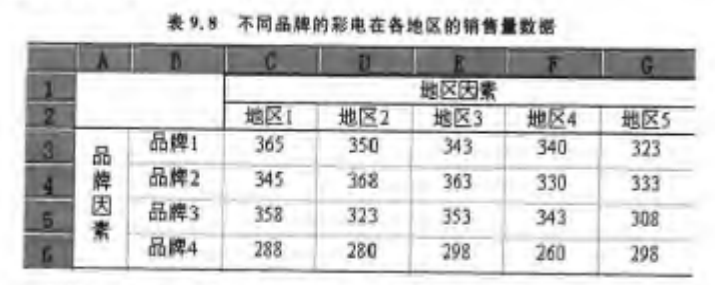 表 9.8 不同品牌的彩电在各地区的销售量数据
A B C D E F G
1 地区因素
2 地区1 地区2 地区3 地区4 地区5
3 品牌1 365 350 343 340 323
4 品牌2 345 368 363 330 333
5 品牌3 358 323 353 343 308
6 品牌4 288 280 298 260 298
品牌因素